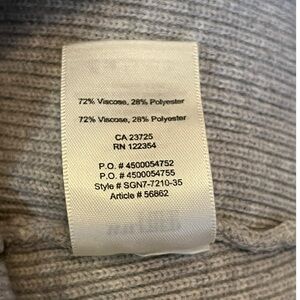 72% Viscose, 28% Polyester
72% Viscose, 28% Polyester
CA 23725
RN 122354
P.O. # 4500054752
P.O. # 4500054755
Style # SGN7-7210-35
Article # 56862